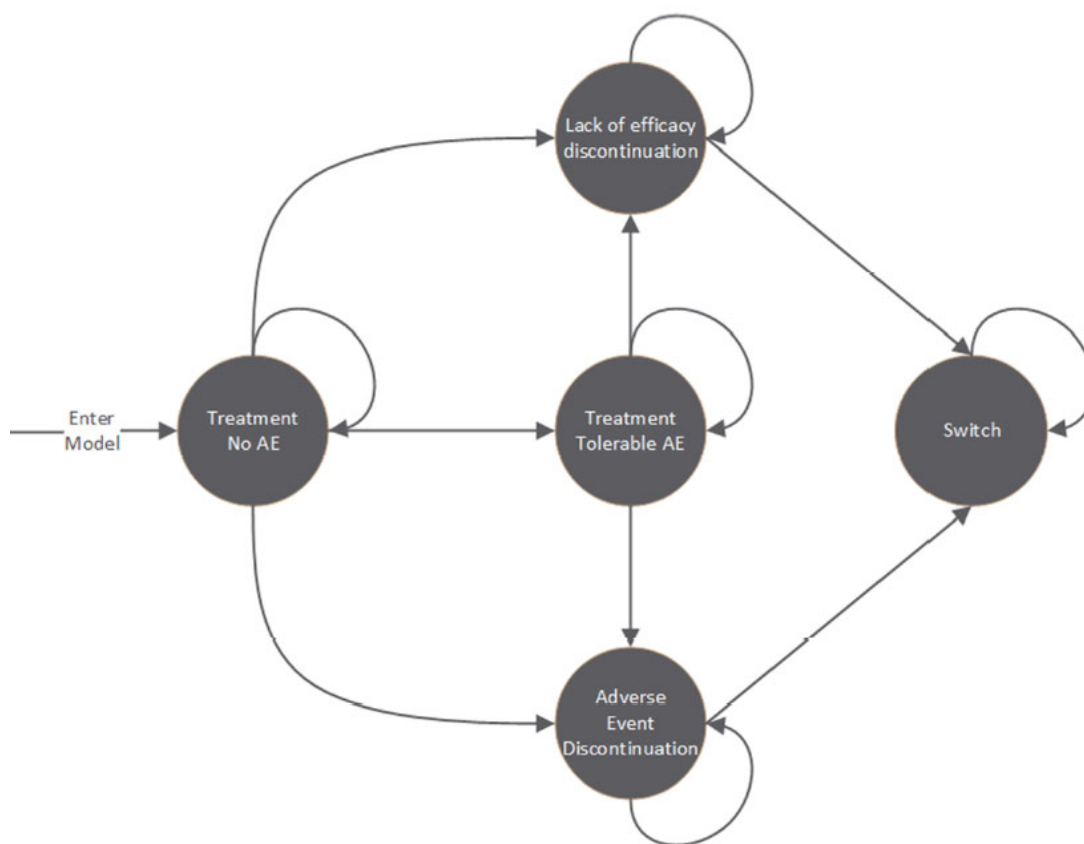 Lack of efficacy
discontinuation
Enter
Model
Treatment
No AE
Treatment
Tolerable AE
Switch
Adverse
Event
Discontinuation